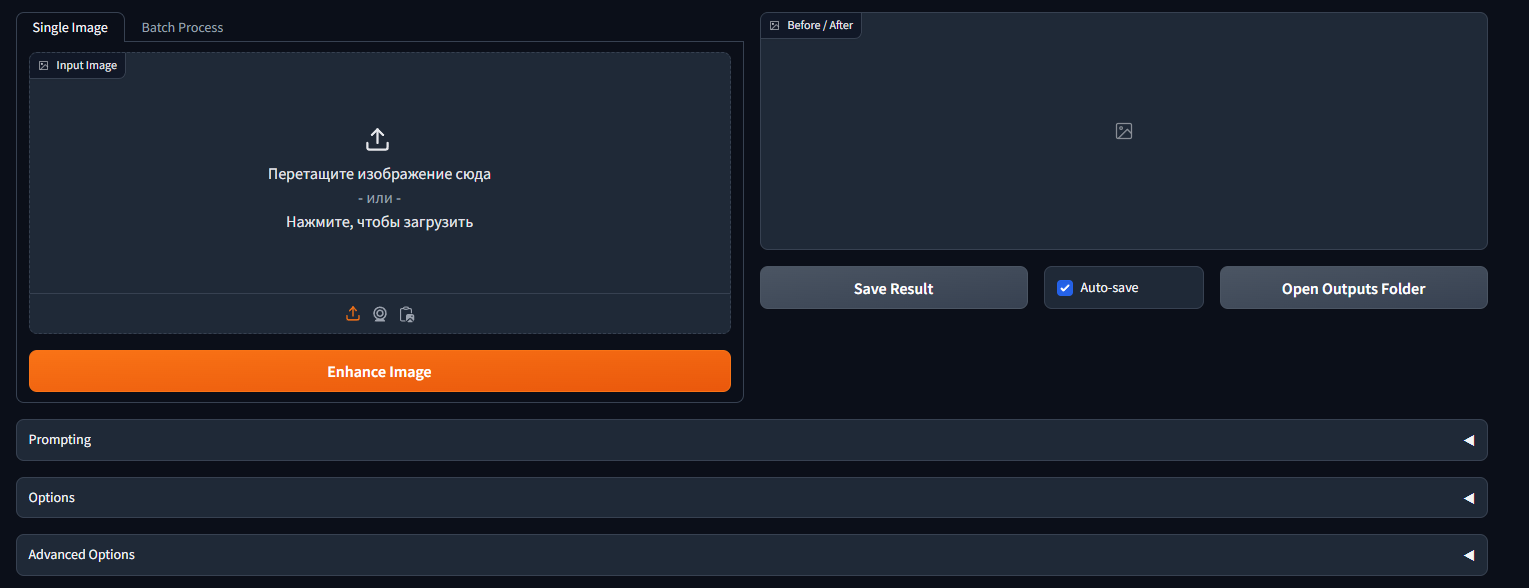 Single Image
Batch Process
Input Image
Перетащите изображение сюда
- или -
Нажмите, чтобы загрузить
Enhance Image
Before / After
Save Result
Auto-save
Open Outputs Folder
Prompting
Options
Advanced Options